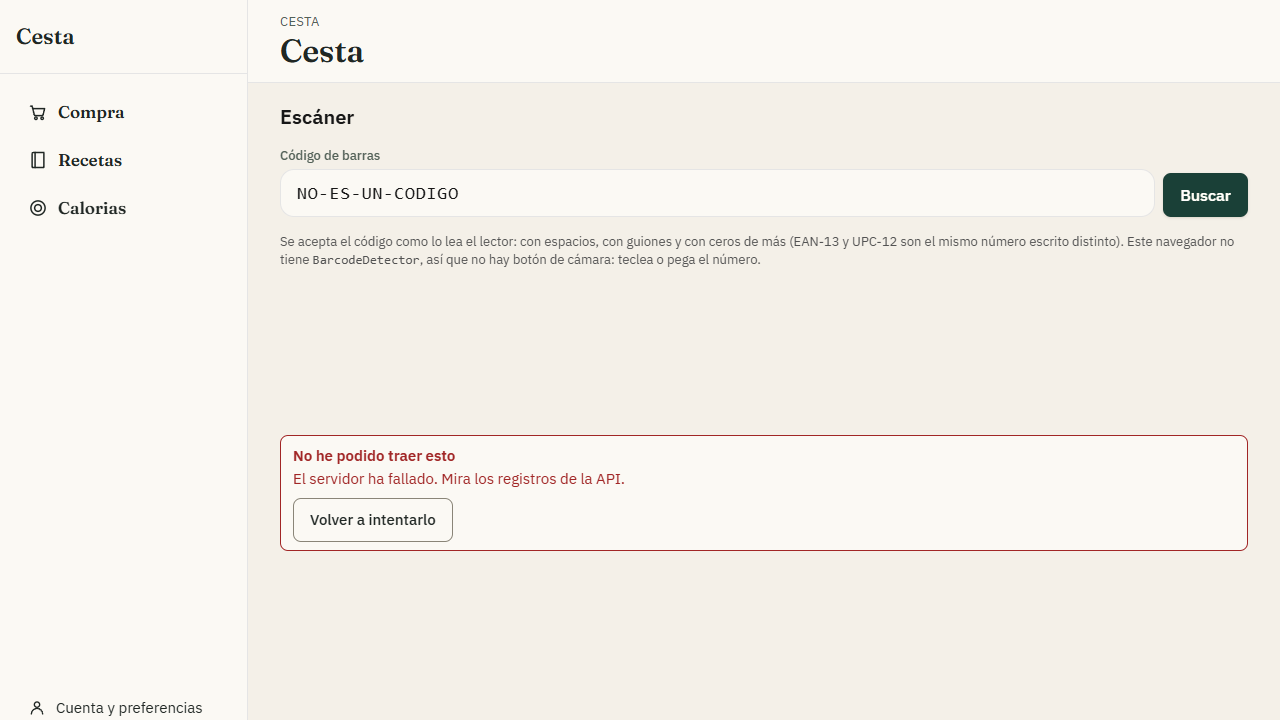 Cesta
Compra
Recetas
Calorias
Cuenta y preferencias
CESTA
Cesta
Escáner
Código de barras
NO-ES-UN-CODIGO
Buscar
Se acepta el código como lo lea el lector: con espacios, con guiones y con ceros de más (EAN-13 y UPC-12 son el mismo número escrito distinto). Este navegador no
tiene BarcodeDetector, así que no hay botón de cámara: teclea o pega el número.
No he podido traer esto
El servidor ha fallado. Mira los registros de la API.
Volver a intentarlo